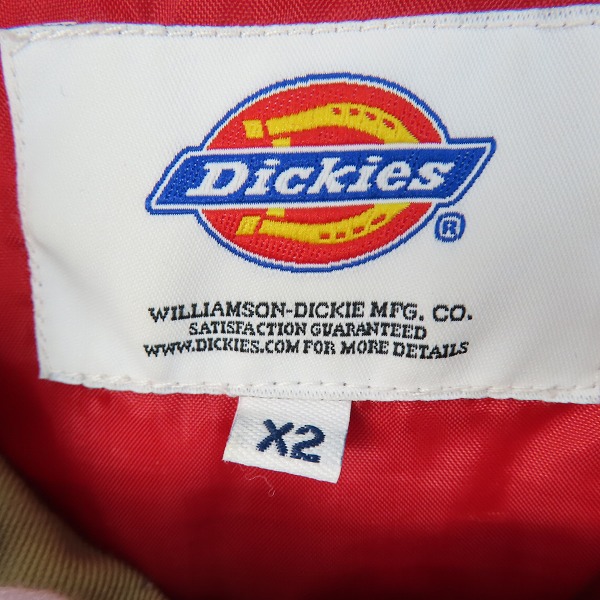 Dickies
®
WILLIAMSON-DICKIE MFG. CO.
SATISFACTION GUARANTEED
WWW.DICKIES.COM FOR MORE DETAILS
X2